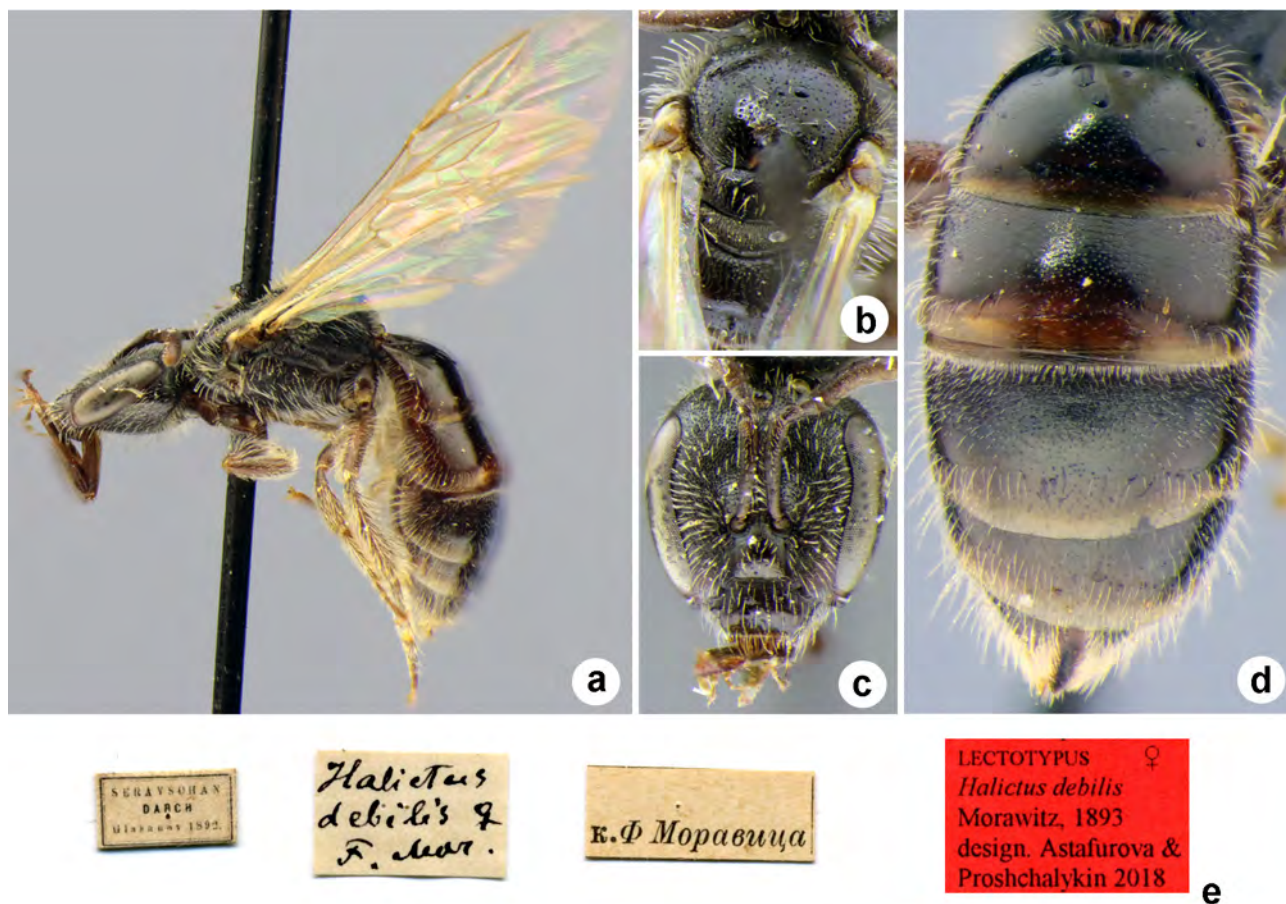 a
b
c
d
SERAVSCHAN
DARCH
Glasunov 1892.
Halictus
debilis ♀
F. Mor.
к.Ф Моравица
LECTOTYPUS ♀
Halictus debilis
Morawitz, 1893
design. Astafurova &
Proshchalykin 2018
e